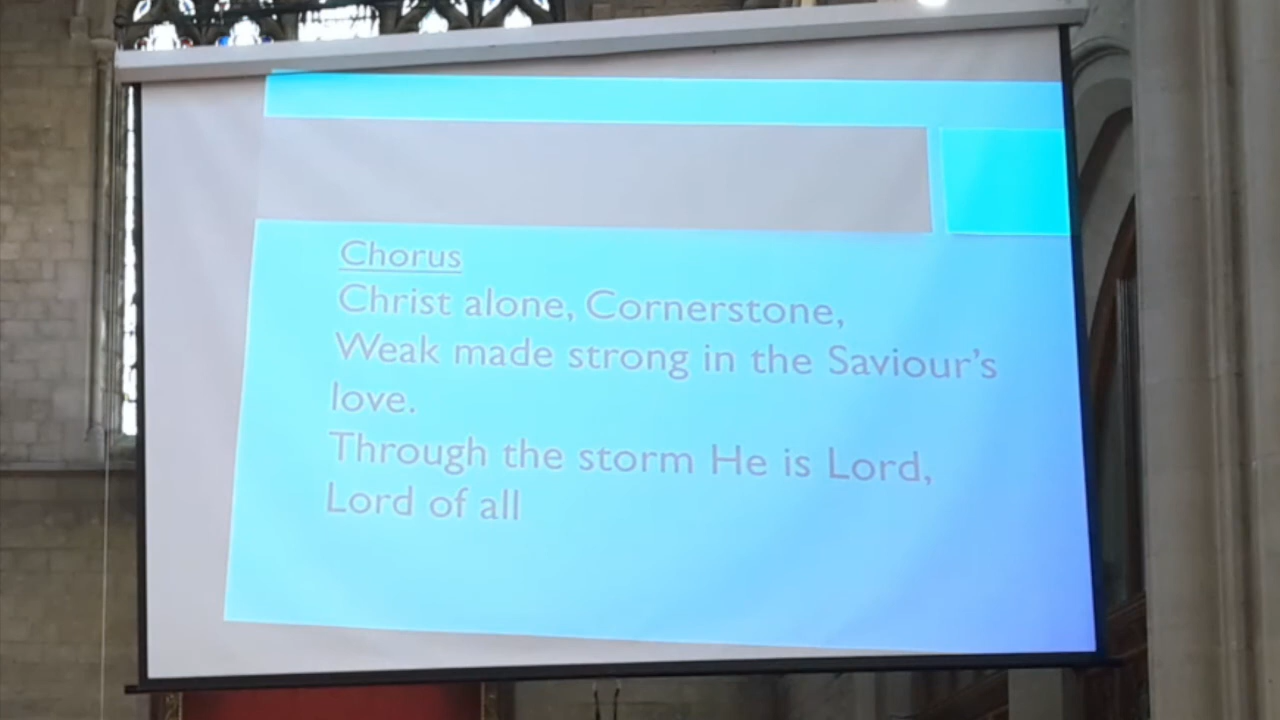 Chorus
Christ alone, Cornerstone,
Weak made strong in the Saviour's
love.
Through the storm He is Lord,
Lord of all